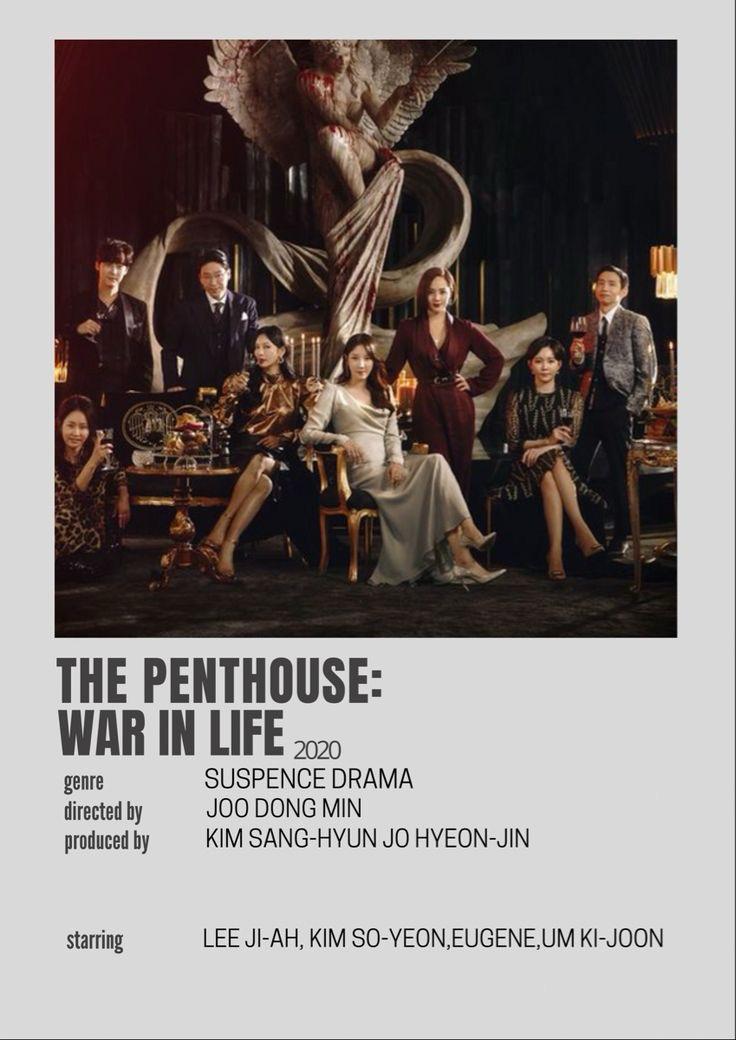 THE PENTHOUSE:
WAR IN LIFE 2020
genre SUSPENCE DRAMA
directed by JOO DONG MIN
produced by KIM SANG-HYUN JO HYEON-JIN
starring LEE JI-AH, KIM SO-YEON,EUGENE,UM KI-JOON